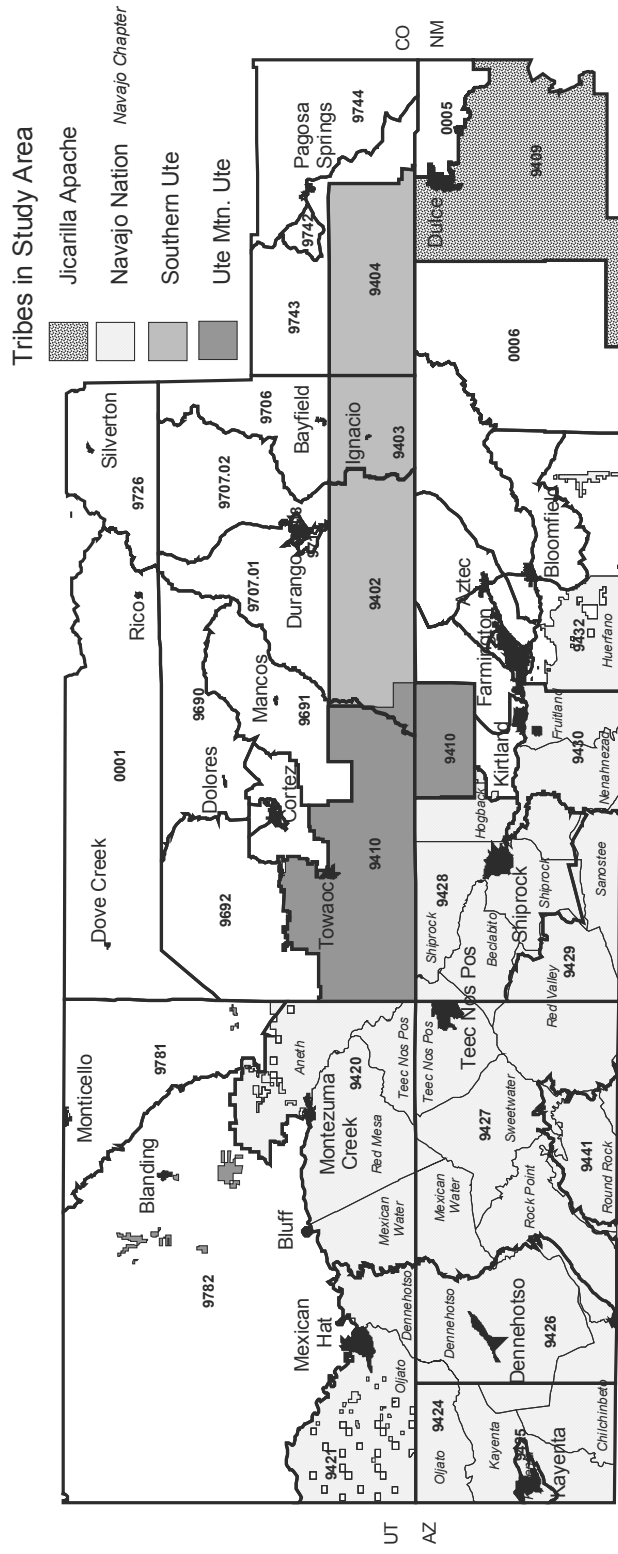 Tribes in Study Area
Jicarilla Apache
Navajo Nation Navajo Chapter
Southern Ute
Ute Mtn. Ute
UT
AZ
CO
NM
Monticello
9781
Blanding
9782
Bluff
Mexican
Hat
Montezuma
Creek
Aneth
9420
Red Mesa
Teec Nos Pos
Mexican
Water
Dennehotso
Oljato
9421
Dove Creek
0001
Rico
Silverton
9726
9692
Dolores
9690
Cortez
Mancos
9691
Towaoc
9410
9707.01
9707.02
Durango
9706
Bayfield
Ignacio
9402
9403
9404
9743
9742
9744
Pagosa
Springs
9424
Oljato
Kayenta
9425
Kayenta
Chilchinbeto
Dennehotso
Dennehotso
9426
Mexican
Water
Rock Point
9427
Sweetwater
9441
Round Rock
Teec Nos Pos
Teec Nos Pos
Red Valley
9429
9428
Shiprock
Beclabito
Shiprock
Shiprock
Sanostee
Hogback
9410
Kirtland
Farmington
Aztec
Bloomfield
Fruitland
9430
Nenahnezad
9432
Huerfano
0006
Dulce
0005
9409